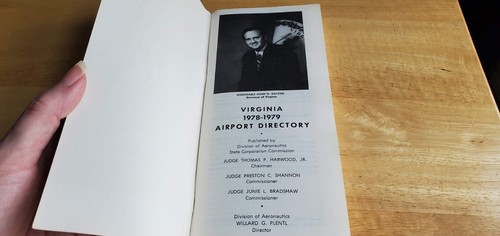 HONORABLE JOHN N. DALTON
Governor of Virginia
VIRGINIA
1978-1979
AIRPORT DIRECTORY
•
Published by
Division of Aeronautics
State Corporation Commission
JUDGE THOMAS P. HARWOOD, JR.
Chairman
JUDGE PRESTON C. SHANNON
Commissioner
JUDGE JUNIE L. BRADSHAW
Commissioner
•
Division of Aeronautics
WILLARD G. PLENTL
Director